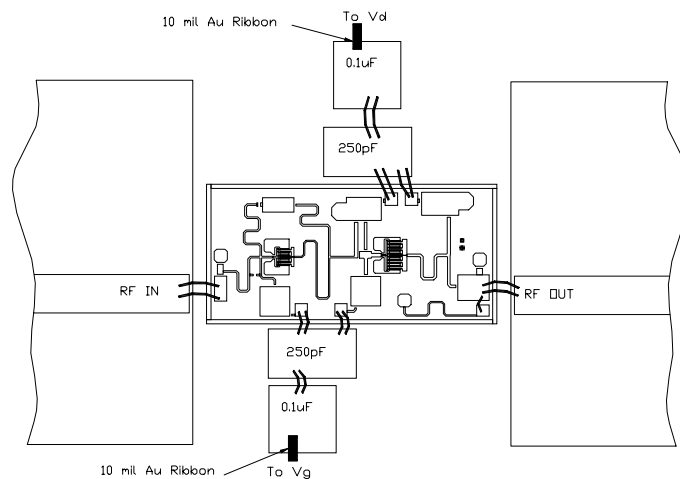 To Vd
10 mil Au Ribbon
0.1uF
250pF
RF IN
RF OUT
250pF
0.1uF
10 mil Au Ribbon
To Vg